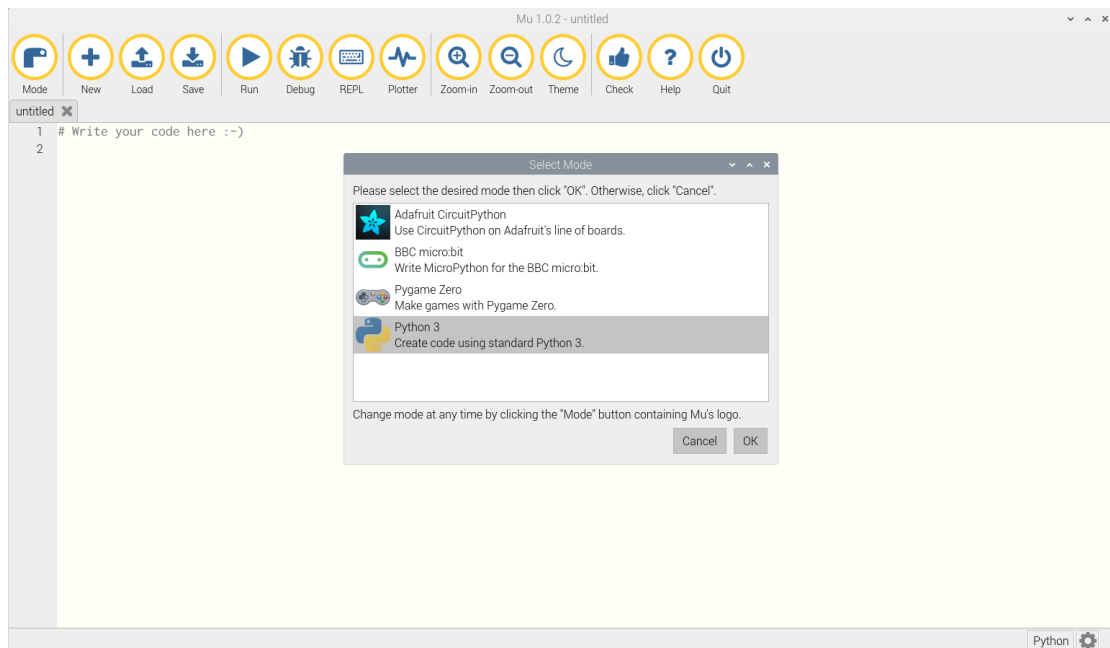 Mu 1.0.2 - untitled
Mode New Load Save Run Debug REPL Plotter Zoom-in Zoom-out Theme Check Help Quit
untitled
1 # Write your code here :-)
2
Select Mode
Please select the desired mode then click "OK". Otherwise, click "Cancel".
Adafruit CircuitPython
Use CircuitPython on Adafruit's line of boards.
BBC micro:bit
Write MicroPython for the BBC micro:bit.
Pygame Zero
Make games with Pygame Zero.
Python 3
Create code using standard Python 3.
Change mode at any time by clicking the "Mode" button containing Mu's logo.
Cancel OK
Python